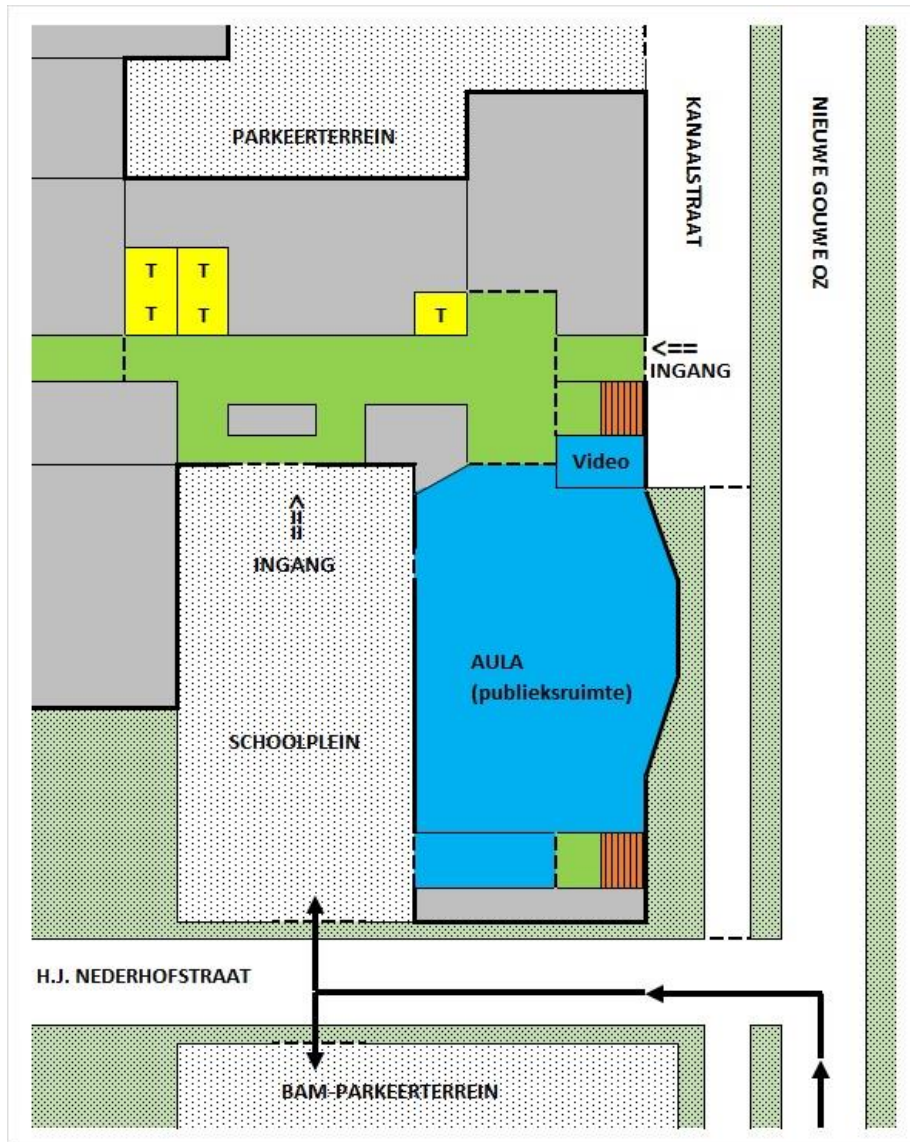 PARKEERTERREIN
KANAALSTRAAT
NIEUWE GOUWE OZ
T T
T T
T
<==
INGANG
Video
<==
INGANG
AULA
(publieksruimte)
SCHOOLPLEIN
H.J. NEDERHOFSTRAAT
BAM-PARKEERTERREIN